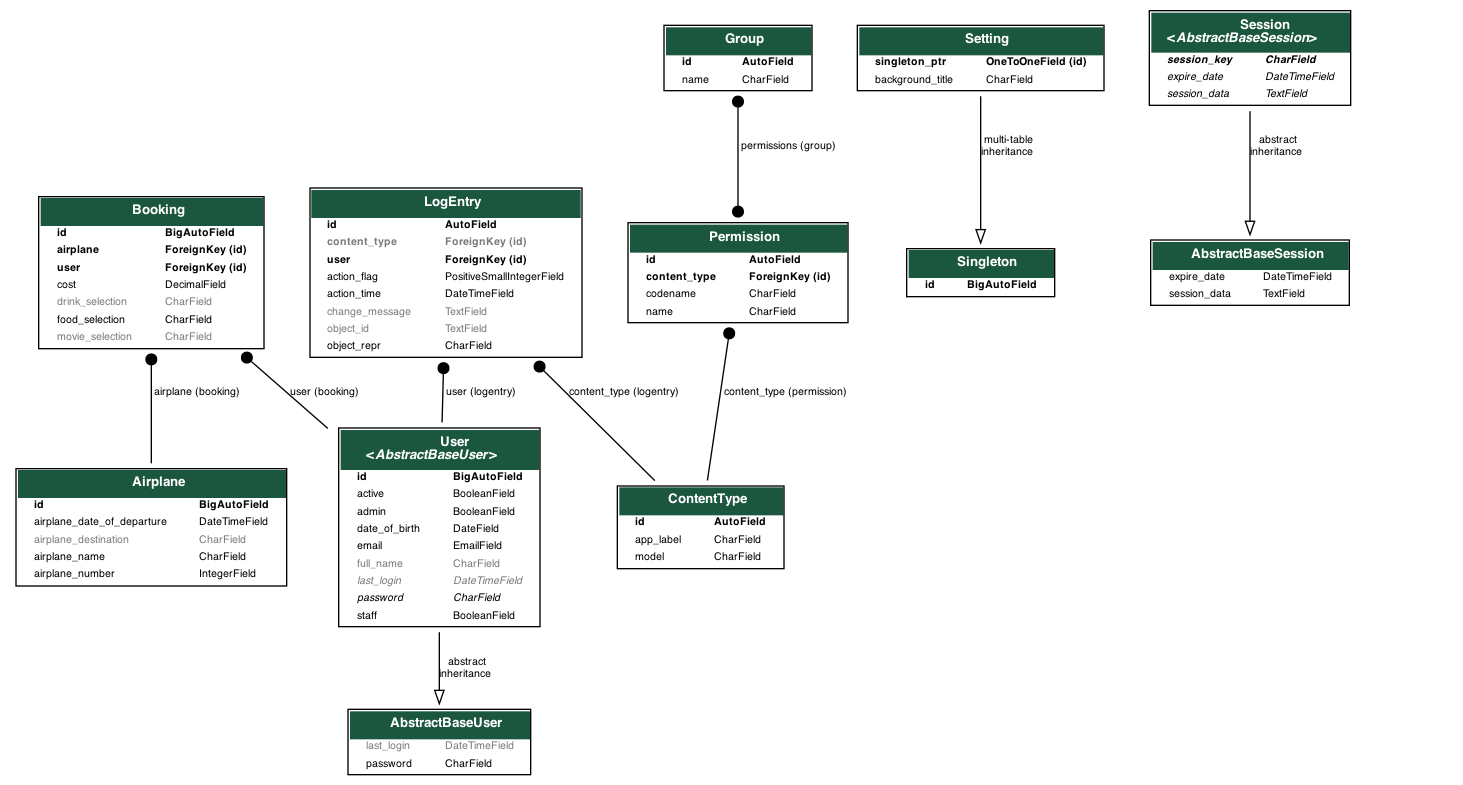 Group
id AutoField
name CharField
Setting
singleton_ptr OneToOneField (id)
background_title CharField
Session
<AbstractBaseSession>
session_key CharField
expire_date DateTimeField
session_data TextField
permissions (group)
multi-table
inheritance
abstract
inheritance
Booking
id BigAutoField
airplane ForeignKey (id)
user ForeignKey (id)
cost DecimalField
drink_selection CharField
food_selection CharField
movie_selection CharField
LogEntry
id AutoField
content_type ForeignKey (id)
user ForeignKey (id)
action_flag PositiveSmallIntegerField
action_time DateTimeField
change_message TextField
object_id TextField
object_repr CharField
Permission
id AutoField
content_type ForeignKey (id)
codename CharField
name CharField
Singleton
id BigAutoField
AbstractBaseSession
expire_date DateTimeField
session_data TextField
airplane (booking)
user (booking)
user (logentry)
content_type (logentry)
content_type (permission)
Airplane
id BigAutoField
airplane_date_of_departure DateTimeField
airplane_destination CharField
airplane_name CharField
airplane_number IntegerField
User
<AbstractBaseUser>
id BigAutoField
active BooleanField
admin BooleanField
date_of_birth DateField
email EmailField
full_name CharField
last_login DateTimeField
password CharField
staff BooleanField
ContentType
id AutoField
app_label CharField
model CharField
abstract
inheritance
AbstractBaseUser
last_login DateTimeField
password CharField